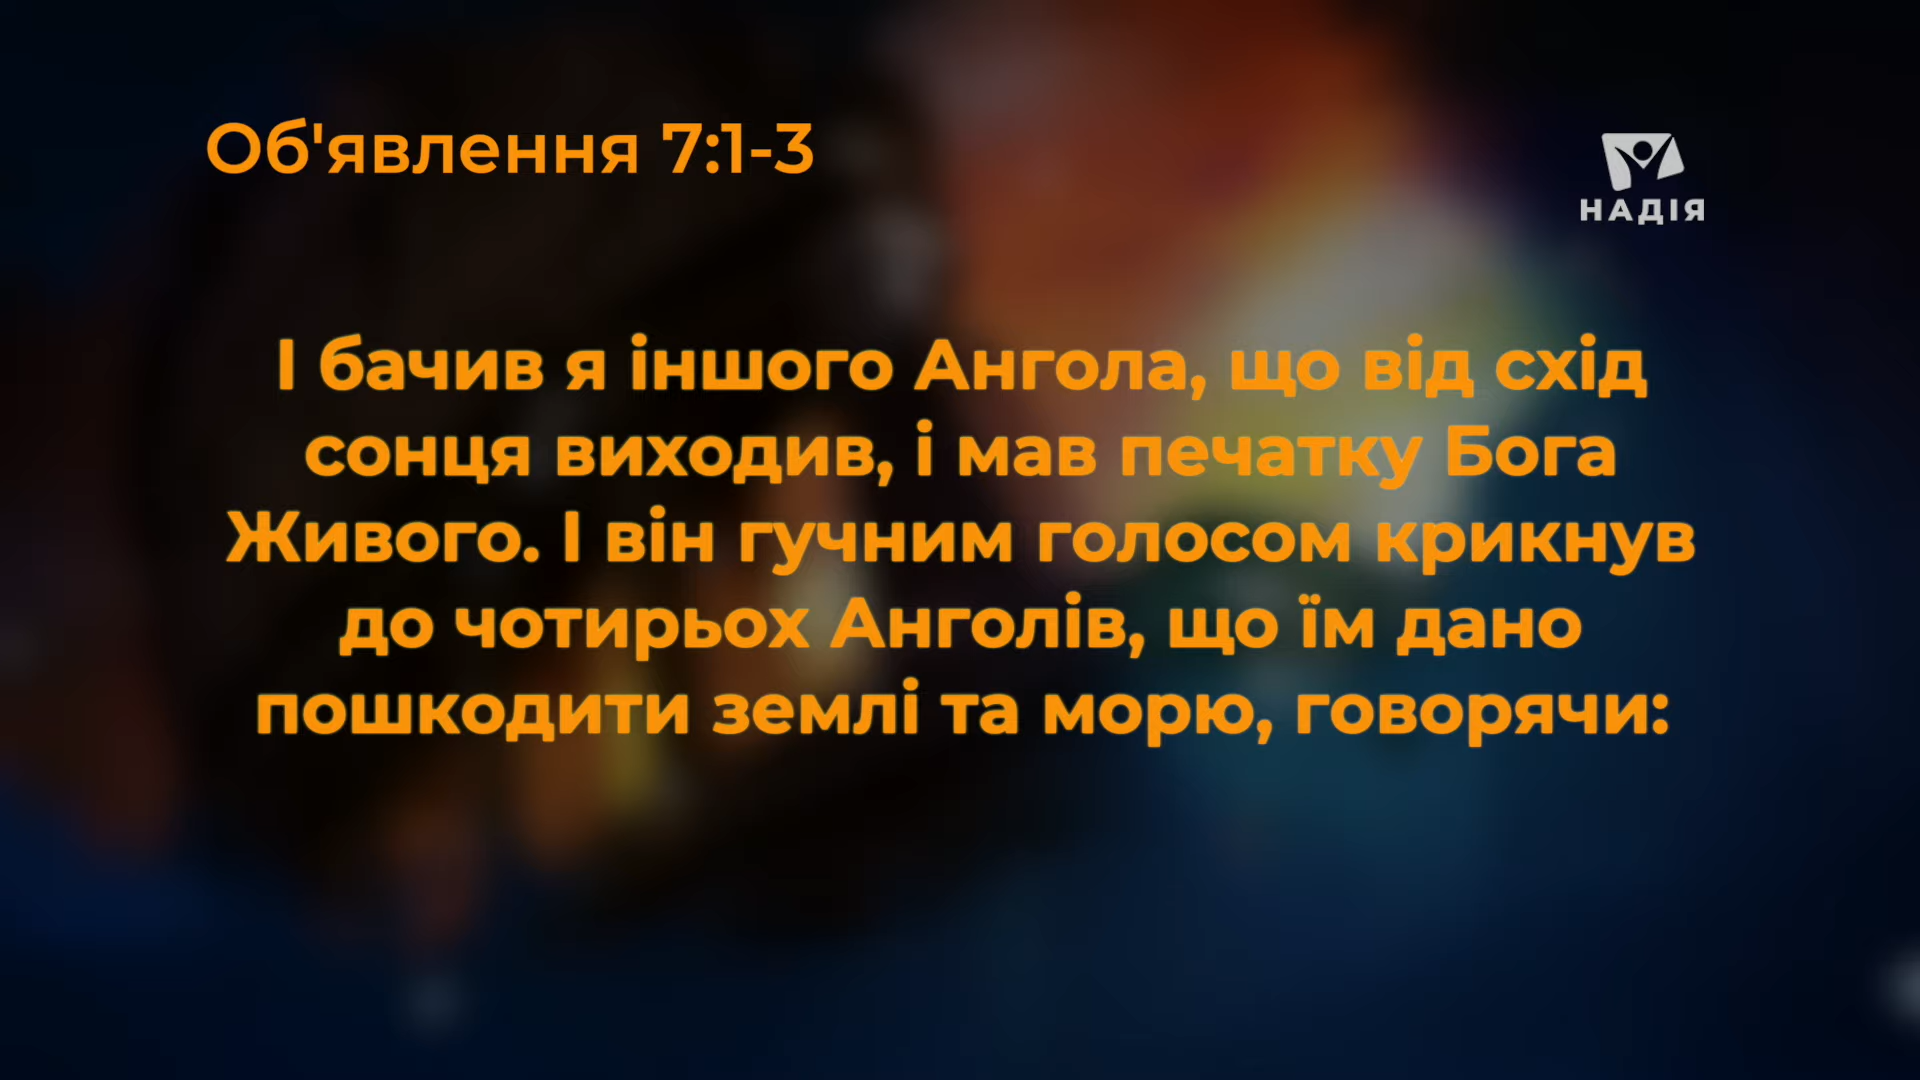 Об'явлення 7:1-3
НАДІЯ
І бачив я іншого Ангола, що від схід
сонця виходив, і мав печатку Бога
Живого. І він гучним голосом крикнув
до чотирьох Анголів, що їм дано
пошкодити землі та морю, говорячи: